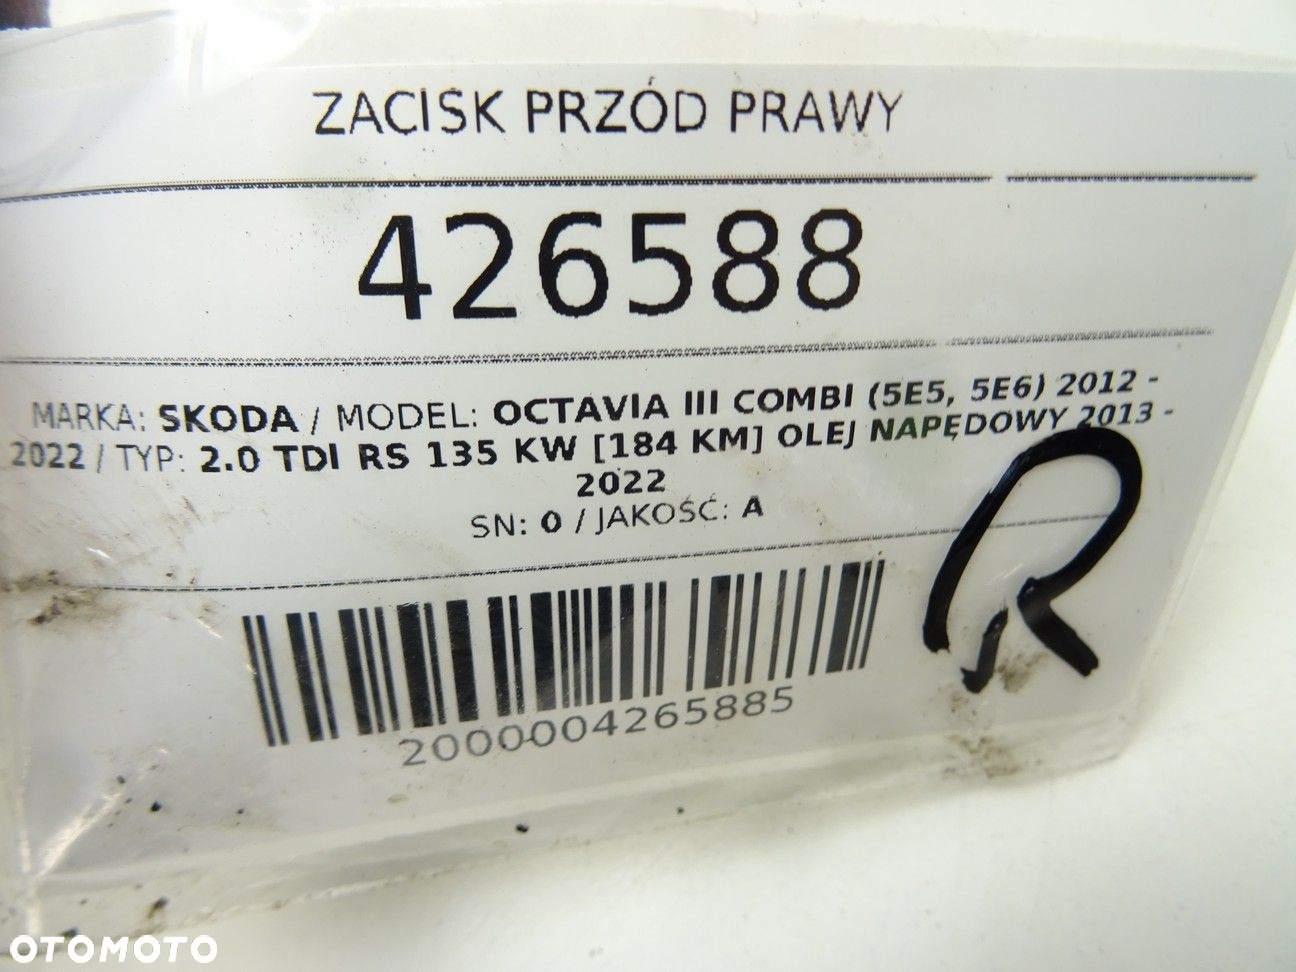 ZACISK PRZÓD PRAWY
426588
MARKA: SKODA / MODEL: OCTAVIA III COMBI (5E5, 5E6) 2012 -
2022 / TYP: 2.0 TDI RS 135 KW [184 KM] OLEJ NAPĘDOWY 2013 -
2022
SN: 0 / JAKOŚĆ: A
R
2000004265885
OTOMOTO